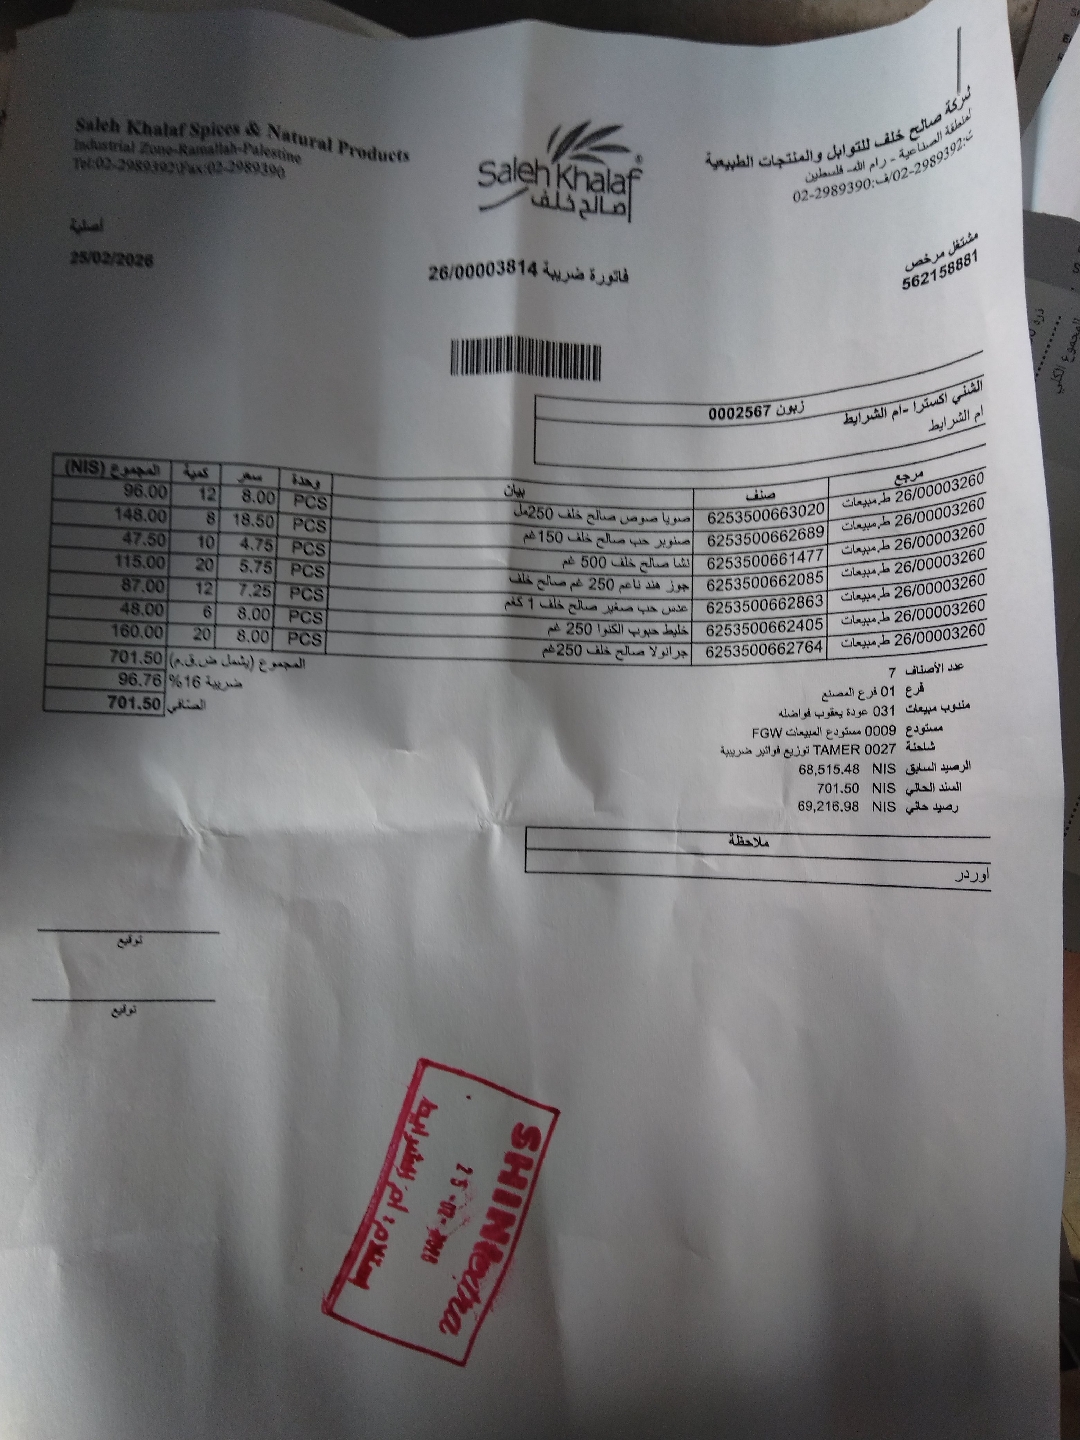 Saleh Khalaf Spices & Natural Products
Industrial Zone-Ramallah-Palestine
Tel:02-2989392\Fax:02-2989390
Saleh Khalaf®
صالح خلف
شركة صالح خلف للتوابل والمنتجات الطبيعية
المنطقة الصناعية - رام الله- فلسطين
ت:02-2989392/ف:02-2989390
أصلية
25/02/2026
فاتورة ضريبة 26/00003814
مشتغل مرخص
562158881
الشني اكسترا -ام الشرايط زبون 0002567
ام الشرايط
مرجع صنف بيان وحدة سعر كمية المجموع (NIS)
ط.مبيعات 26/00003260 6253500663020 صويا صوص صالح خلف 250مل PCS 8.00 12 96.00
ط.مبيعات 26/00003260 6253500662689 صنوبر حب صالح خلف 150غم PCS 18.50 8 148.00
ط.مبيعات 26/00003260 6253500661477 نشا صالح خلف 500 غم PCS 4.75 10 47.50
ط.مبيعات 26/00003260 6253500662085 جوز هند ناعم 250 غم صالح خلف PCS 5.75 20 115.00
ط.مبيعات 26/00003260 6253500662863 عدس حب صغير صالح خلف 1 كغم PCS 7.25 12 87.00
ط.مبيعات 26/00003260 6253500662405 خليط حبوب الكنوا 250 غم PCS 8.00 6 48.00
ط.مبيعات 26/00003260 6253500662764 جرانولا صالح خلف 250غم PCS 8.00 20 160.00
المجموع (يشمل ض.ق.م) 701.50
ضريبة 16% 96.76
الصافي 701.50
عدد الأصناف 7
فرع 01 فرع المصنع
مندوب مبيعات 031 عودة يعقوب فواضله
مستودع 0009 مستودع المبيعات FGW
شاحنة TAMER 0027 توزيع فواتير ضريبية
الرصيد السابق NIS 68,515.48
السند الحالي NIS 701.50
رصيد حالي NIS 69,216.98
ملاحظة
اوردر
توقيع
توقيع
SHINIextra
25-02-2026
استلام: ام الشرايط